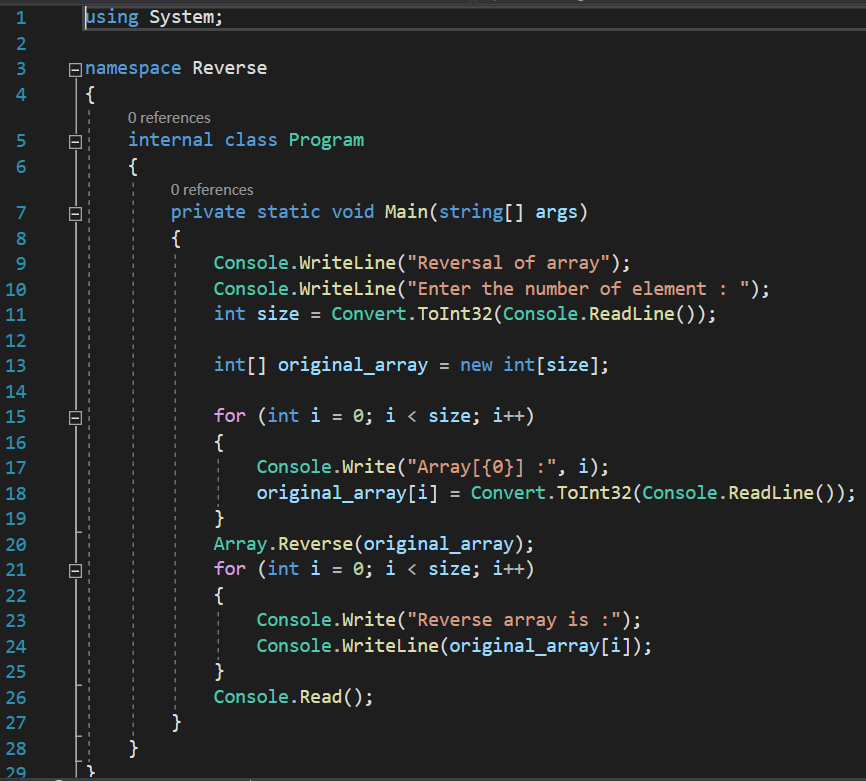 1 using System;
2
3 namespace Reverse
4 {
0 references
5 internal class Program
6 {
0 references
7 private static void Main(string[] args)
8 {
9 Console.WriteLine("Reversal of array");
10 Console.WriteLine("Enter the number of element : ");
11 int size = Convert.ToInt32(Console.ReadLine());
12
13 int[] original_array = new int[size];
14
15 for (int i = 0; i < size; i++)
16 {
17 Console.Write("Array[{0}] :", i);
18 original_array[i] = Convert.ToInt32(Console.ReadLine());
19 }
20 Array.Reverse(original_array);
21 for (int i = 0; i < size; i++)
22 {
23 Console.Write("Reverse array is :");
24 Console.WriteLine(original_array[i]);
25 }
26 Console.Read();
27 }
28 }
29 }